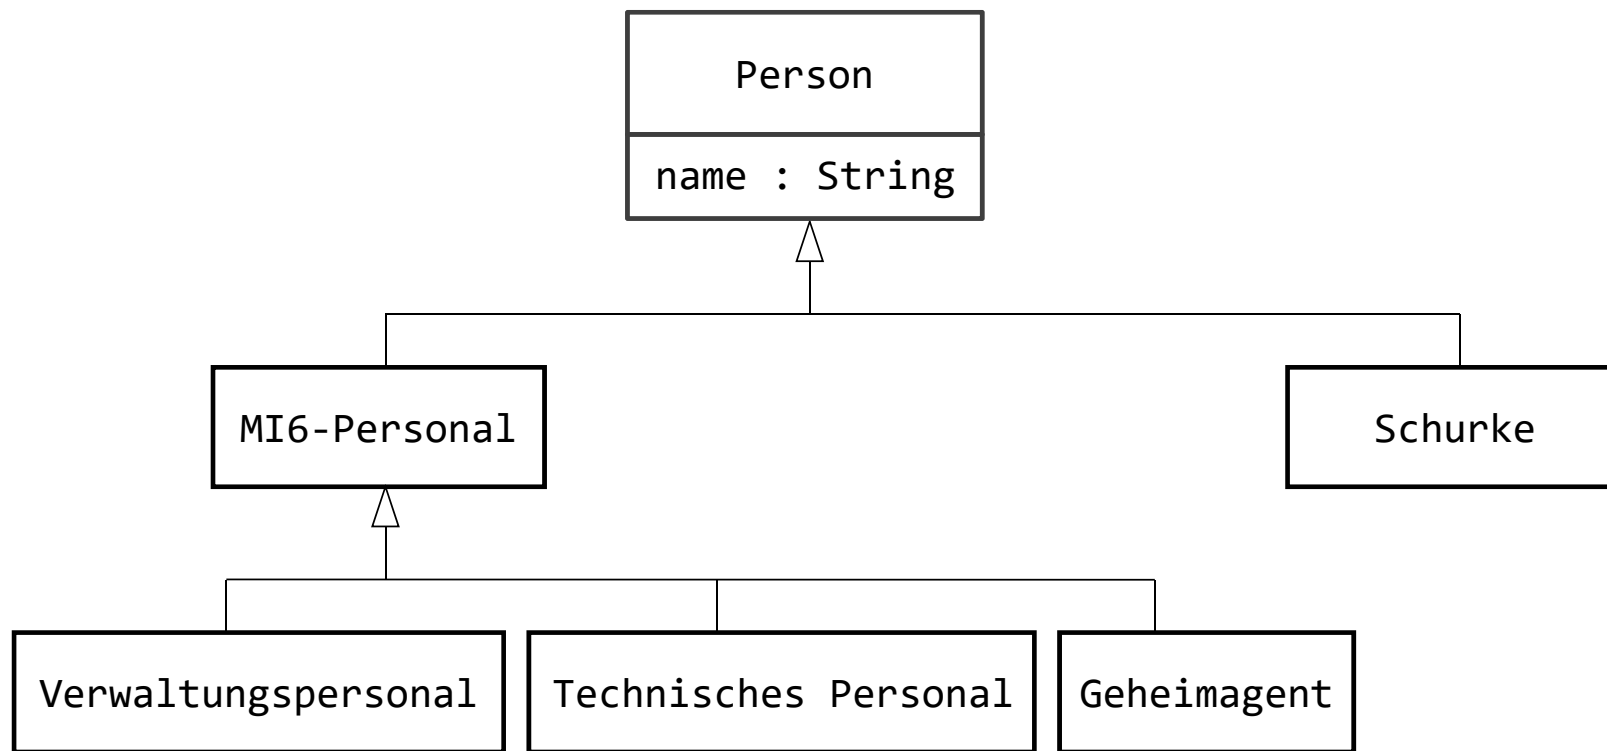 Person
name : String
MI6-Personal
Schurke
Verwaltungspersonal
Technisches Personal
Geheimagent